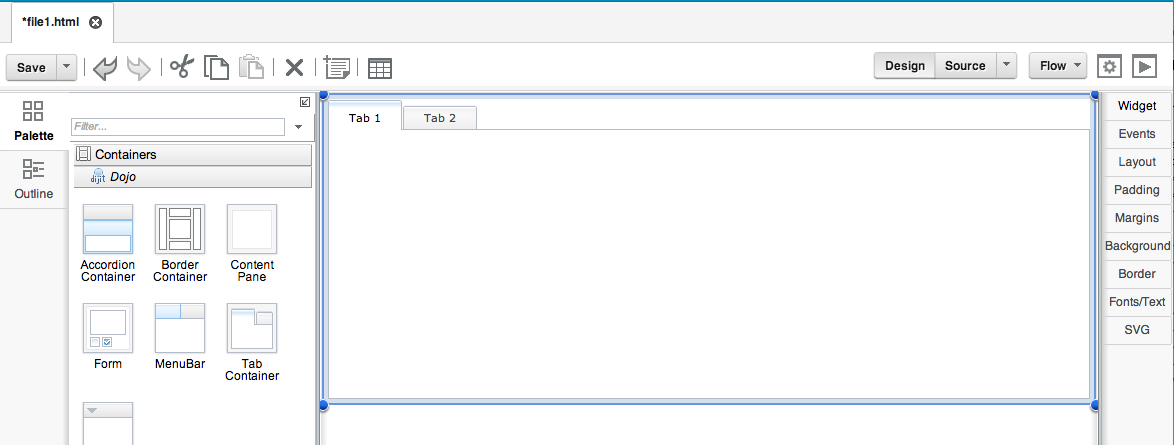 *file1.html
Save
Design Source Flow
Palette
Outline
Filter...
Containers
dijit Dojo
Accordion Container
Border Container
Content Pane
Form
MenuBar
Tab Container
Tab 1 Tab 2
Widget
Events
Layout
Padding
Margins
Background
Border
Fonts/Text
SVG